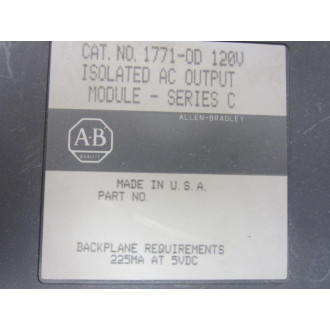 CAT. NO. 1771-OD 120V
ISOLATED AC OUTPUT
MODULE - SERIES C
ALLEN-BRADLEY
A-B
QUALITY
MADE IN U.S.A.
PART NO.
BACKPLANE REQUIREMENTS
225MA AT 5VDC